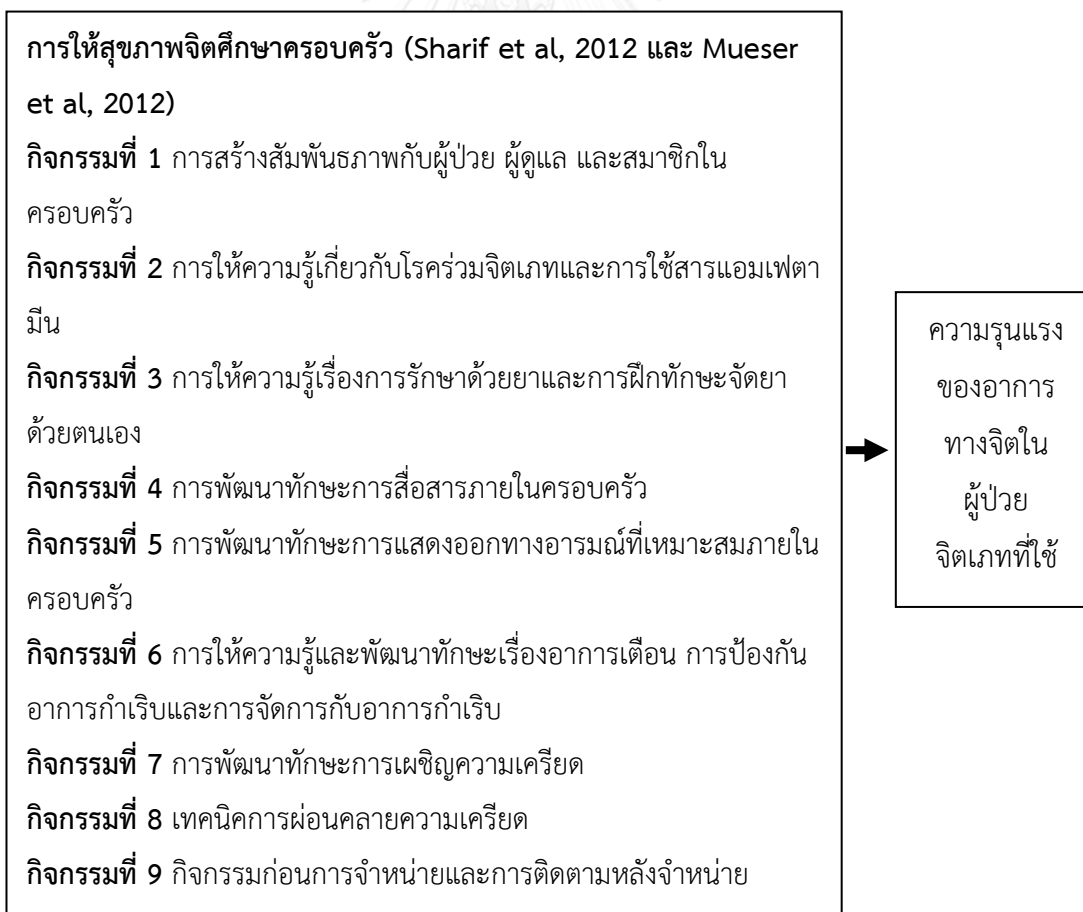 การให้สุขภาพจิตศึกษาครอบครัว (Sharif et al, 2012 และ Mueser
et al, 2012)
กิจกรรมที่ 1 การสร้างสัมพันธภาพกับผู้ป่วย ผู้ดูแล และสมาชิกใน
ครอบครัว
กิจกรรมที่ 2 การให้ความรู้เกี่ยวกับโรคร่วมจิตเภทและการใช้สารแอมเฟตา
มีน
กิจกรรมที่ 3 การให้ความรู้เรื่องการรักษาด้วยยาและการฝึกทักษะจัดยา
ด้วยตนเอง
กิจกรรมที่ 4 การพัฒนาทักษะการสื่อสารภายในครอบครัว
กิจกรรมที่ 5 การพัฒนาทักษะการแสดงออกทางอารมณ์ที่เหมาะสมภายใน
ครอบครัว
กิจกรรมที่ 6 การให้ความรู้และพัฒนาทักษะเรื่องอาการเตือน การป้องกัน
อาการกำเริบและการจัดการกับอาการกำเริบ
กิจกรรมที่ 7 การพัฒนาทักษะการเผชิญความเครียด
กิจกรรมที่ 8 เทคนิคการผ่อนคลายความเครียด
กิจกรรมที่ 9 กิจกรรมก่อนการจำหน่ายและการติดตามหลังจำหน่าย
ความรุนแรง
ของอาการ
ทางจิตใน
ผู้ป่วย
จิตเภทที่ใช้